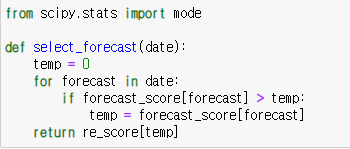 from scipy.stats import mode
def select_forecast(date):
    temp = 0
    for forecast in date:
        if forecast_score[forecast] > temp:
            temp = forecast_score[forecast]
    return re_score[temp]